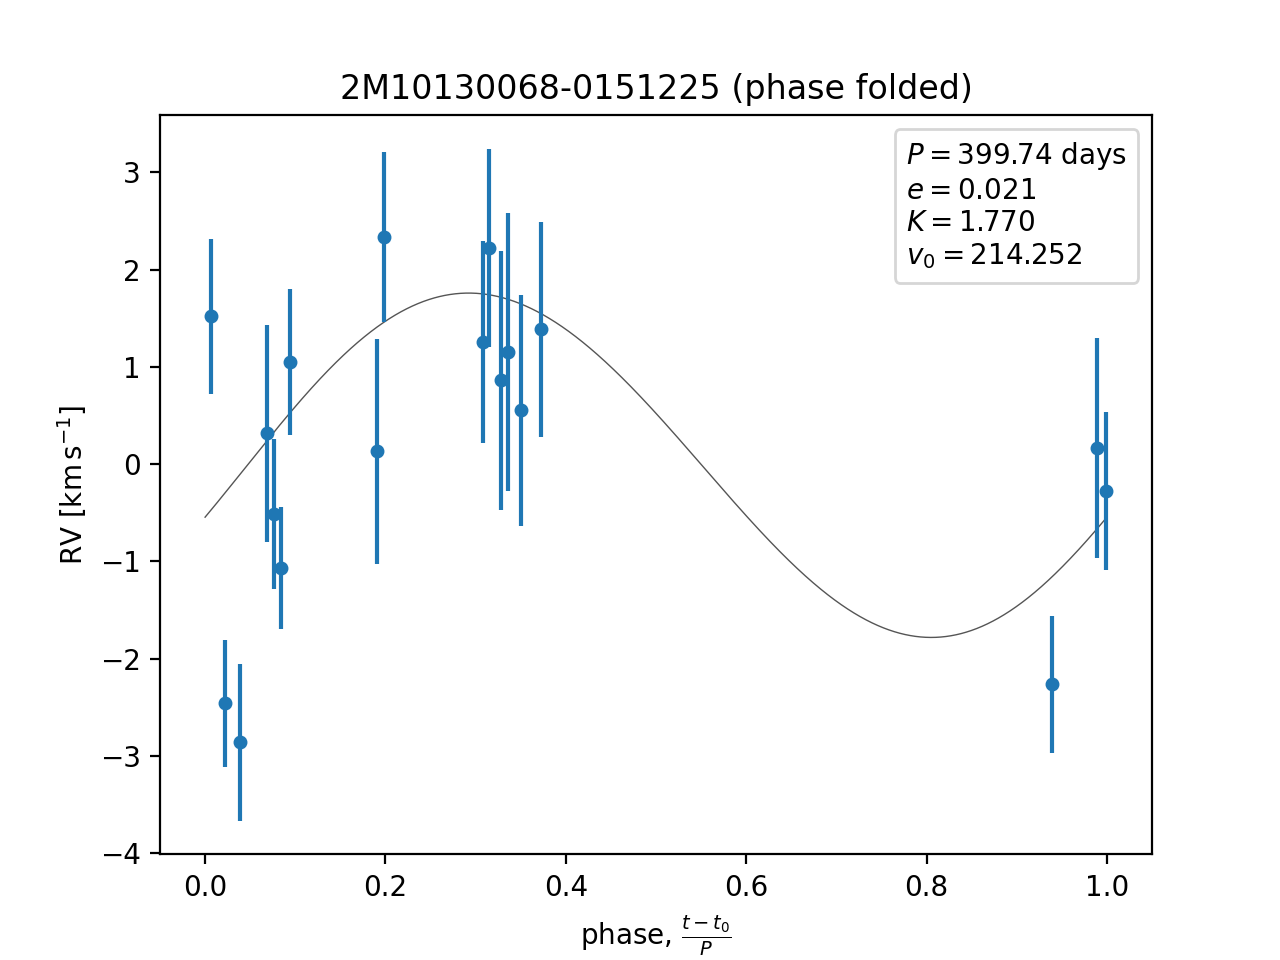 2M10130068-0151225 (phase folded)
P = 399.74 days
e = 0.021
K = 1.770
v₀ = 214.252
3
2
1
0
−1
−2
−3
−4
RV [km s⁻¹]
0.0 0.2 0.4 0.6 0.8 1.0
phase, (t − t₀)/P